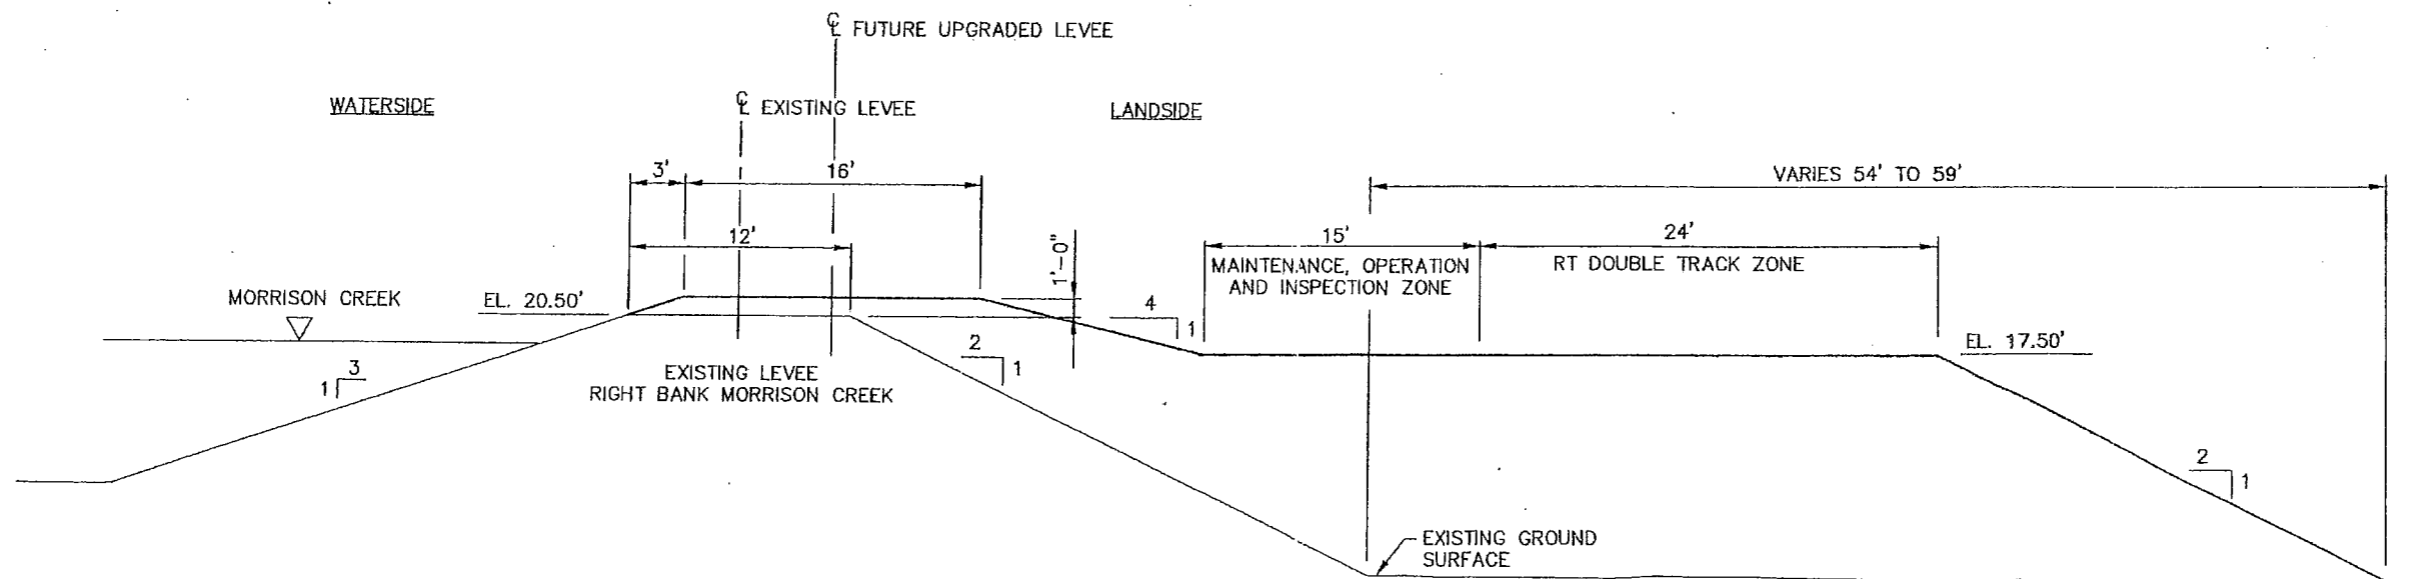 ℄ FUTURE UPGRADED LEVEE
WATERSIDE
℄ EXISTING LEVEE
LANDSIDE
3'
16'
VARIES 54' TO 59'
12'
1'-0"
15'
24'
MAINTENANCE, OPERATION
AND INSPECTION ZONE
RT DOUBLE TRACK ZONE
MORRISON CREEK
EL. 20.50'
4
1
EL. 17.50'
2
1
3
1
EXISTING LEVEE
RIGHT BANK MORRISON CREEK
2
1
EXISTING GROUND
SURFACE